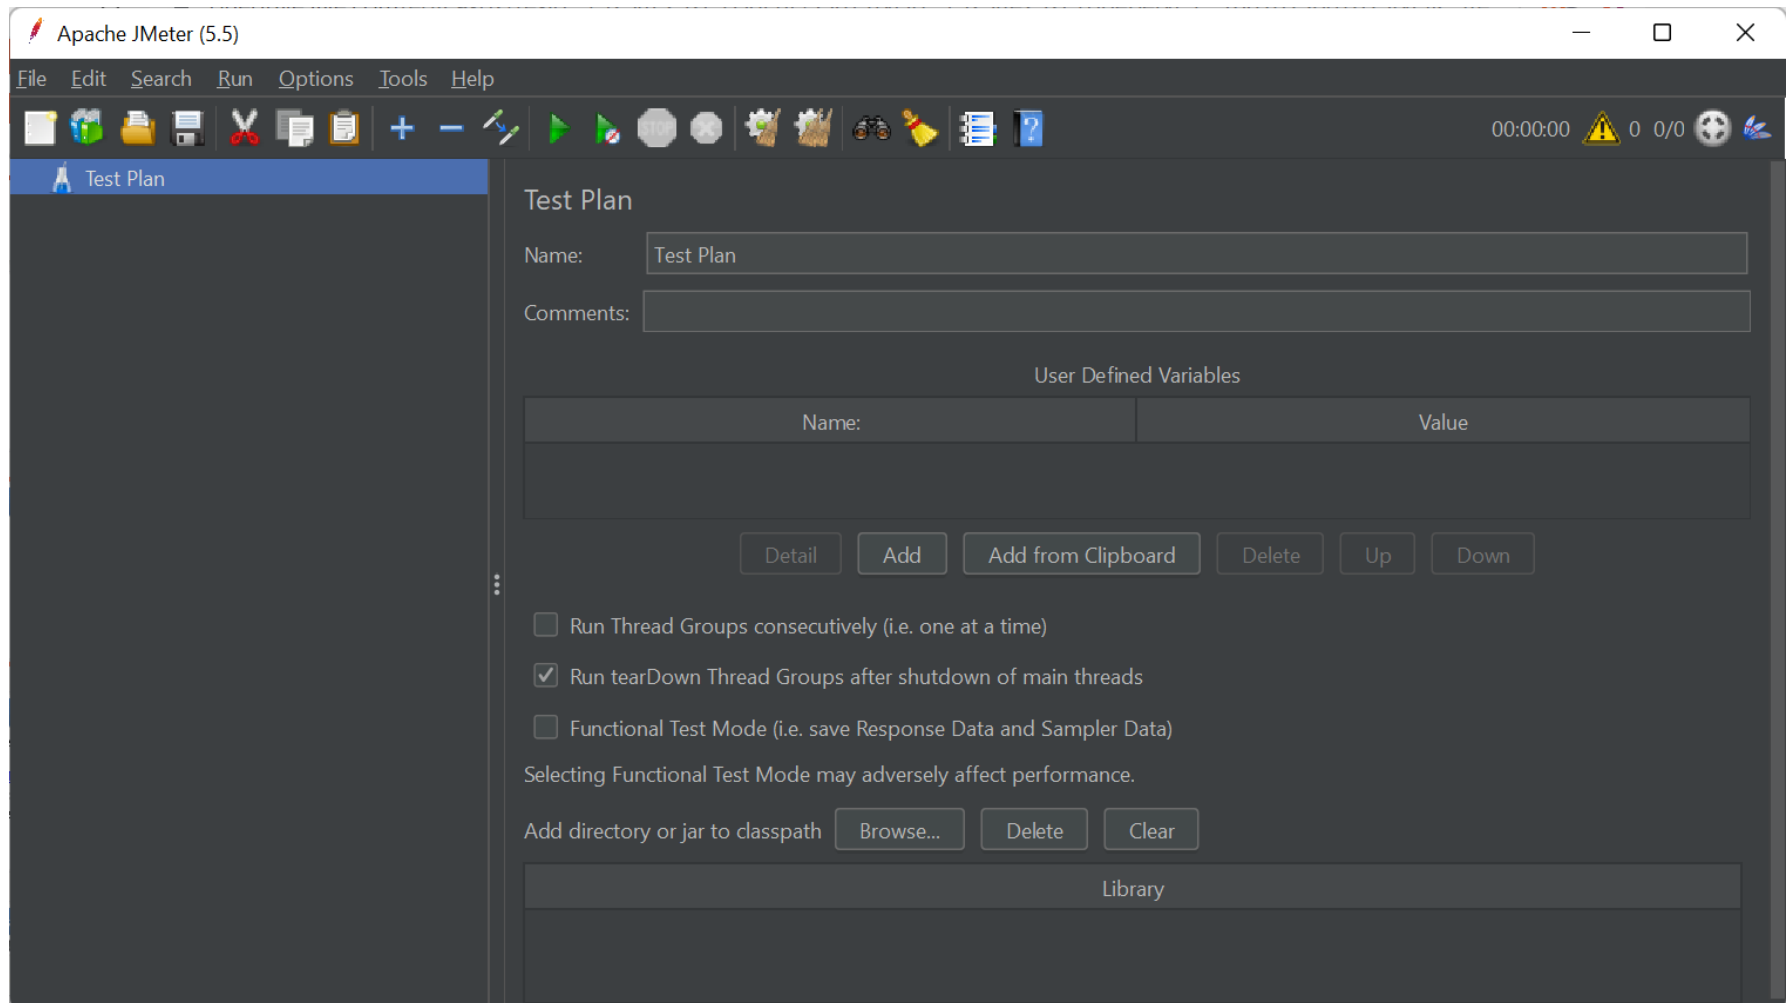 Apache JMeter (5.5)
File Edit Search Run Options Tools Help
STOP 00:00:00 0 0/0
Test Plan
Test Plan
Name: Test Plan
Comments:
User Defined Variables
Name: Value
Detail Add Add from Clipboard Delete Up Down
Run Thread Groups consecutively (i.e. one at a time)
Run tearDown Thread Groups after shutdown of main threads
Functional Test Mode (i.e. save Response Data and Sampler Data)
Selecting Functional Test Mode may adversely affect performance.
Add directory or jar to classpath Browse... Delete Clear
Library